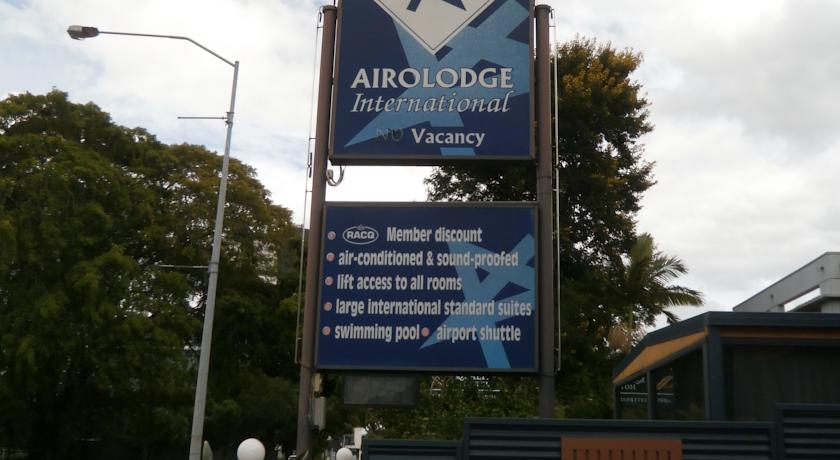 AIROLODGE
International
NO Vacancy
RACQ Member discount
air-conditioned & sound-proofed
lift access to all rooms
large international standard suites
swimming pool • airport shuttle